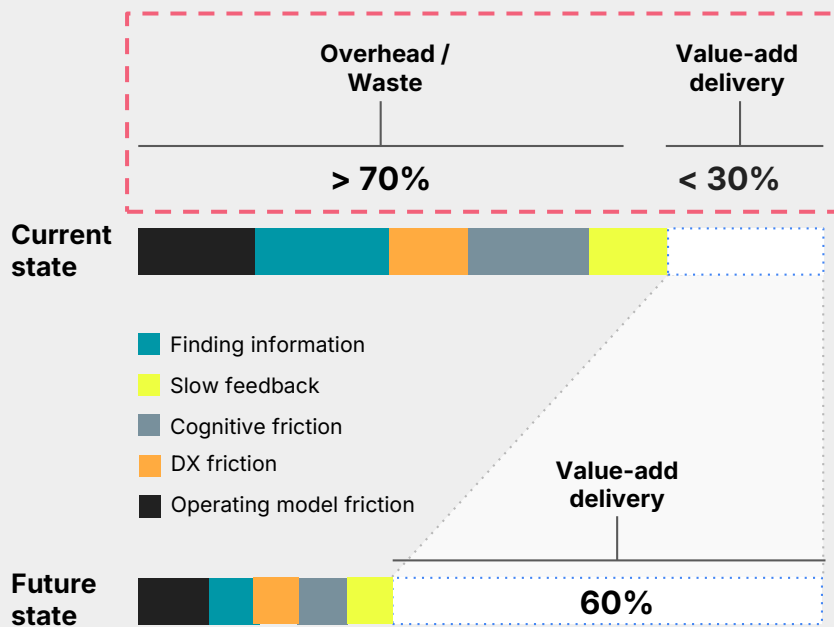 Overhead /
Waste
Value-add
delivery
> 70%
< 30%
Current
state
Finding information
Slow feedback
Cognitive friction
DX friction
Operating model friction
Value-add
delivery
Future
state
60%